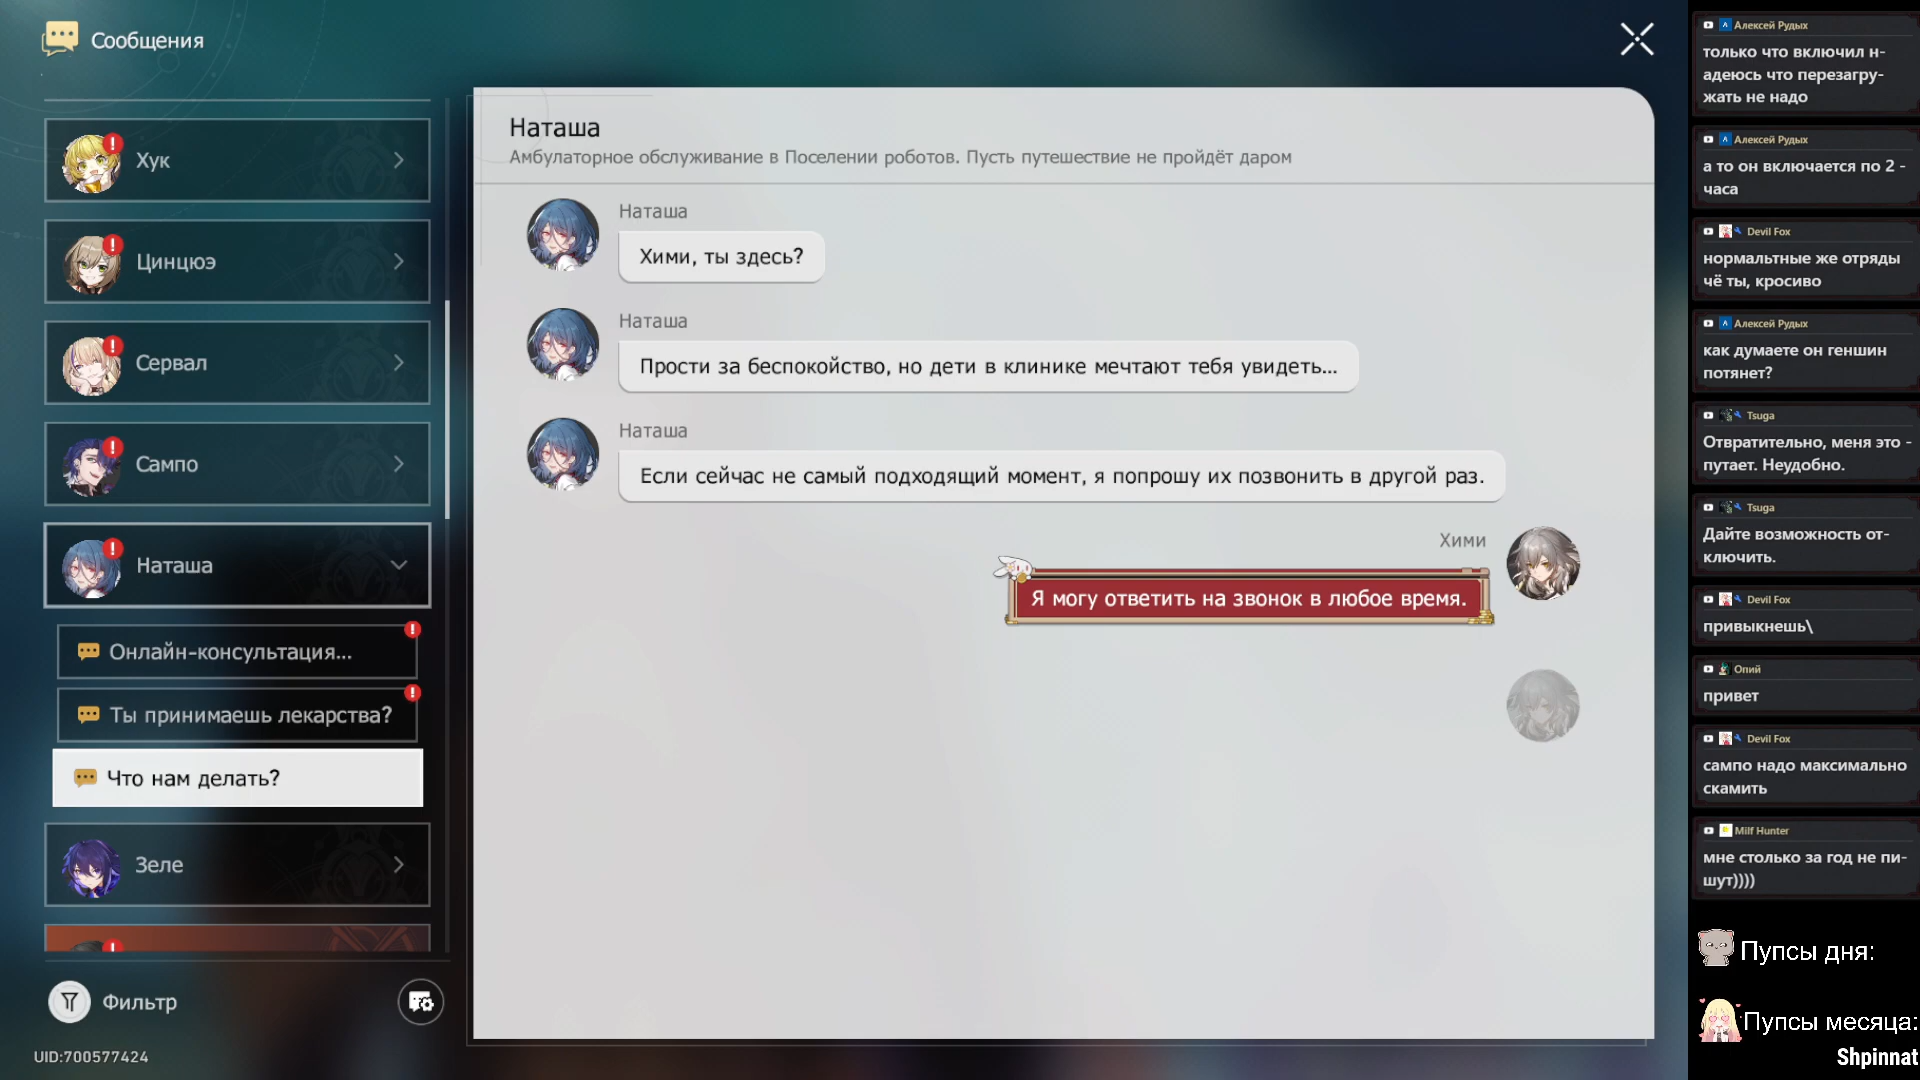 Сообщения
Хук
Цинцюэ
Сервал
Сампо
Наташа
Онлайн-консультация...
Ты принимаешь лекарства?
Что нам делать?
Зеле
Фильтр
UID:700577424
Наташа
Амбулаторное обслуживание в Поселении роботов. Пусть путешествие не пройдёт даром
Наташа
Хими, ты здесь?
Наташа
Прости за беспокойство, но дети в клинике мечтают тебя увидеть...
Наташа
Если сейчас не самый подходящий момент, я попрошу их позвонить в другой раз.
Хими
Я могу ответить на звонок в любое время.
Алексей Рудых
только что включил н-
адеюсь что перезагру-
жать не надо
Алексей Рудых
а то он включается по 2 -
часа
Devil Fox
нормальтные же отряды
чё ты, кросиво
Алексей Рудых
как думаете он геншин
потянет?
Tsuga
Отвратительно, меня это -
путает. Неудобно.
Tsuga
Дайте возможность от-
ключить.
Devil Fox
привыкнешь\
Опий
привет
Devil Fox
сампо надо максимально
скамить
Milf Hunter
мне столько за год не пи-
шут))))
Пупсы дня:
Пупсы месяца:
Shpinnat